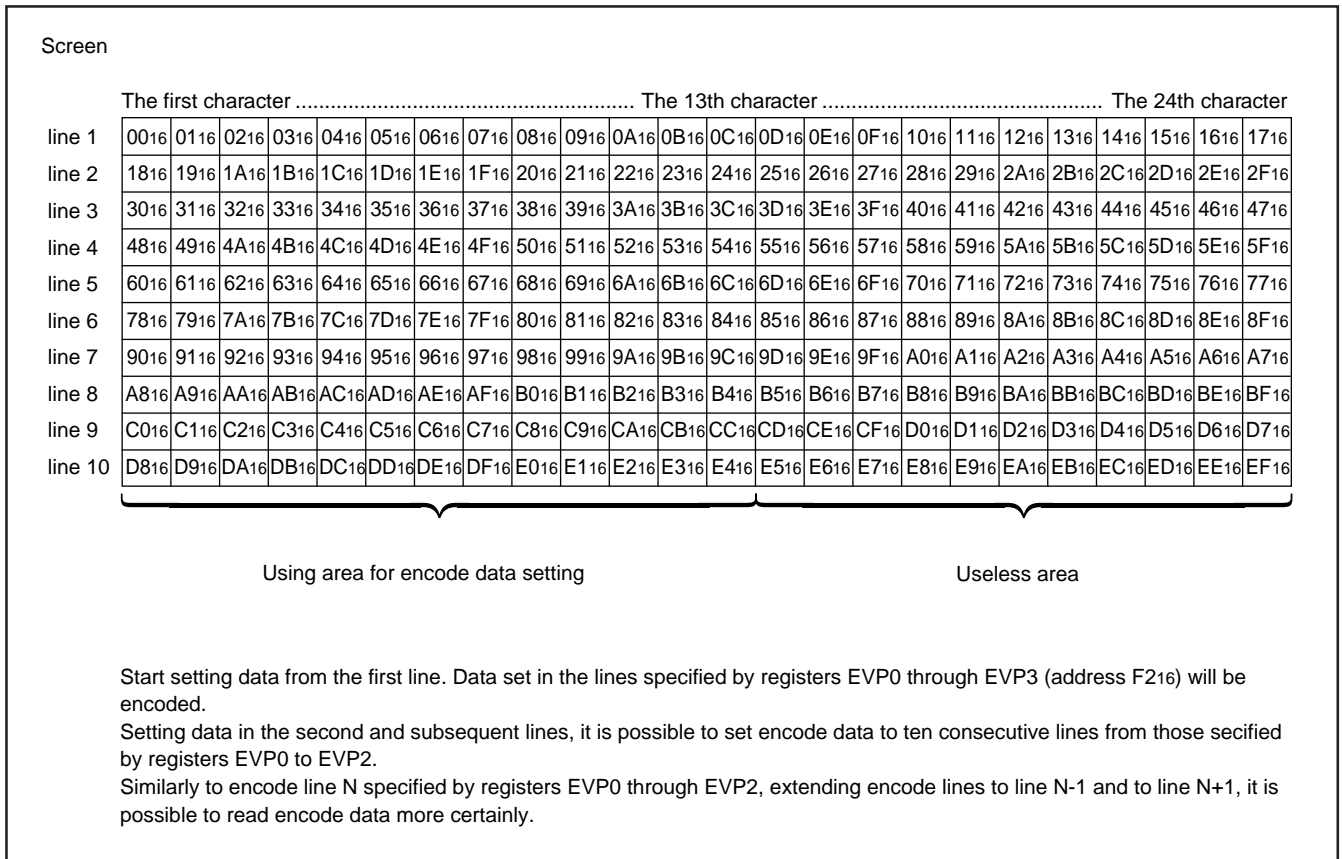 Screen
The first character .......................................................... The 13th character ................................................ The 24th character
line 1 0016 0116 0216 0316 0416 0516 0616 0716 0816 0916 0A16 0B16 0C16 0D16 0E16 0F16 1016 1116 1216 1316 1416 1516 1616 1716
line 2 1816 1916 1A16 1B16 1C16 1D16 1E16 1F16 2016 2116 2216 2316 2416 2516 2616 2716 2816 2916 2A16 2B16 2C16 2D16 2E16 2F16
line 3 3016 3116 3216 3316 3416 3516 3616 3716 3816 3916 3A16 3B16 3C16 3D16 3E16 3F16 4016 4116 4216 4316 4416 4516 4616 4716
line 4 4816 4916 4A16 4B16 4C16 4D16 4E16 4F16 5016 5116 5216 5316 5416 5516 5616 5716 5816 5916 5A16 5B16 5C16 5D16 5E16 5F16
line 5 6016 6116 6216 6316 6416 6516 6616 6716 6816 6916 6A16 6B16 6C16 6D16 6E16 6F16 7016 7116 7216 7316 7416 7516 7616 7716
line 6 7816 7916 7A16 7B16 7C16 7D16 7E16 7F16 8016 8116 8216 8316 8416 8516 8616 8716 8816 8916 8A16 8B16 8C16 8D16 8E16 8F16
line 7 9016 9116 9216 9316 9416 9516 9616 9716 9816 9916 9A16 9B16 9C16 9D16 9E16 9F16 A016 A116 A216 A316 A416 A516 A616 A716
line 8 A816 A916 AA16 AB16 AC16 AD16 AE16 AF16 B016 B116 B216 B316 B416 B516 B616 B716 B816 B916 BA16 BB16 BC16 BD16 BE16 BF16
line 9 C016 C116 C216 C316 C416 C516 C616 C716 C816 C916 CA16 CB16 CC16 CD16 CE16 CF16 D016 D116 D216 D316 D416 D516 D616 D716
line 10 D816 D916 DA16 DB16 DC16 DD16 DE16 DF16 E016 E116 E216 E316 E416 E516 E616 E716 E816 E916 EA16 EB16 EC16 ED16 EE16 EF16
Using area for encode data setting Useless area
Start setting data from the first line. Data set in the lines specified by registers EVP0 through EVP3 (address F216) will be
encoded.
Setting data in the second and subsequent lines, it is possible to set encode data to ten consecutive lines from those secified
by registers EVP0 to EVP2.
Similarly to encode line N specified by registers EVP0 through EVP2, extending encode lines to line N-1 and to line N+1, it is
possible to read encode data more certainly.